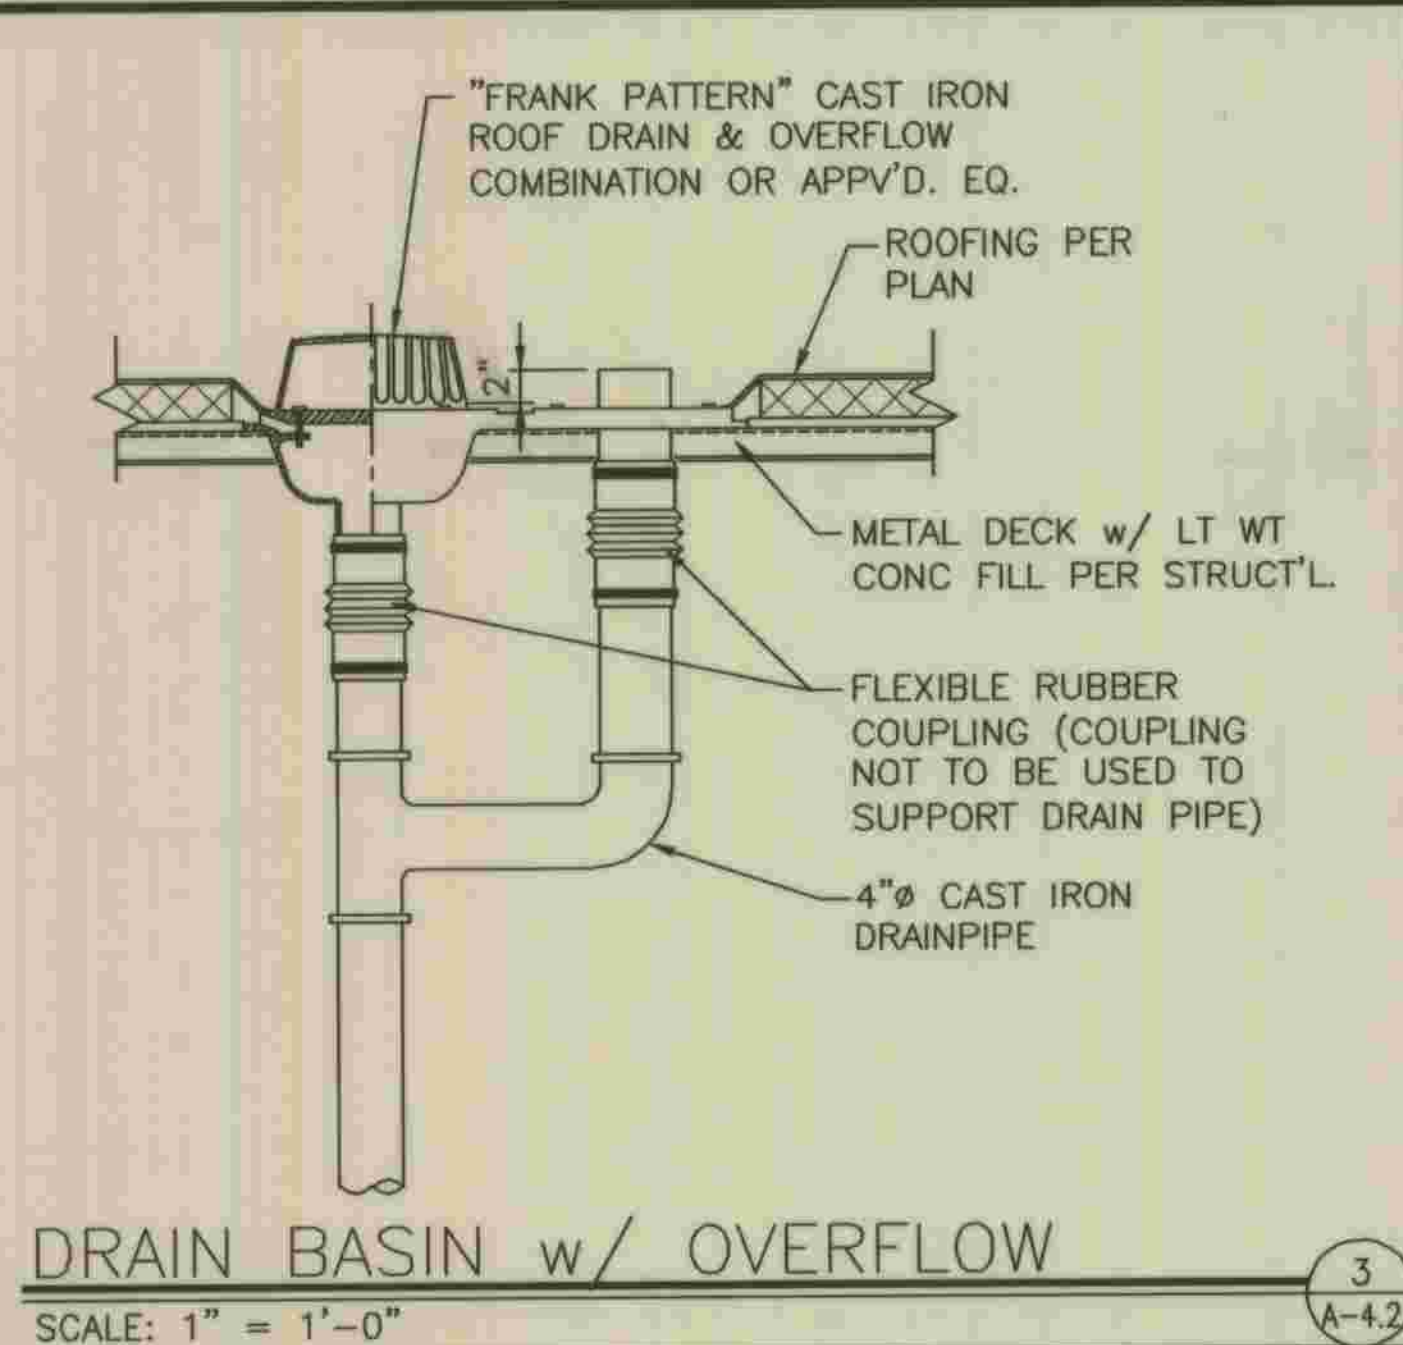 "FRANK PATTERN" CAST IRON
ROOF DRAIN & OVERFLOW
COMBINATION OR APPV'D. EQ.
ROOFING PER
PLAN
2"
METAL DECK w/ LT WT
CONC FILL PER STRUCT'L.
FLEXIBLE RUBBER
COUPLING (COUPLING
NOT TO BE USED TO
SUPPORT DRAIN PIPE)
4"ø CAST IRON
DRAINPIPE
DRAIN BASIN w/ OVERFLOW
SCALE: 1" = 1'-0"
3
A-4.2